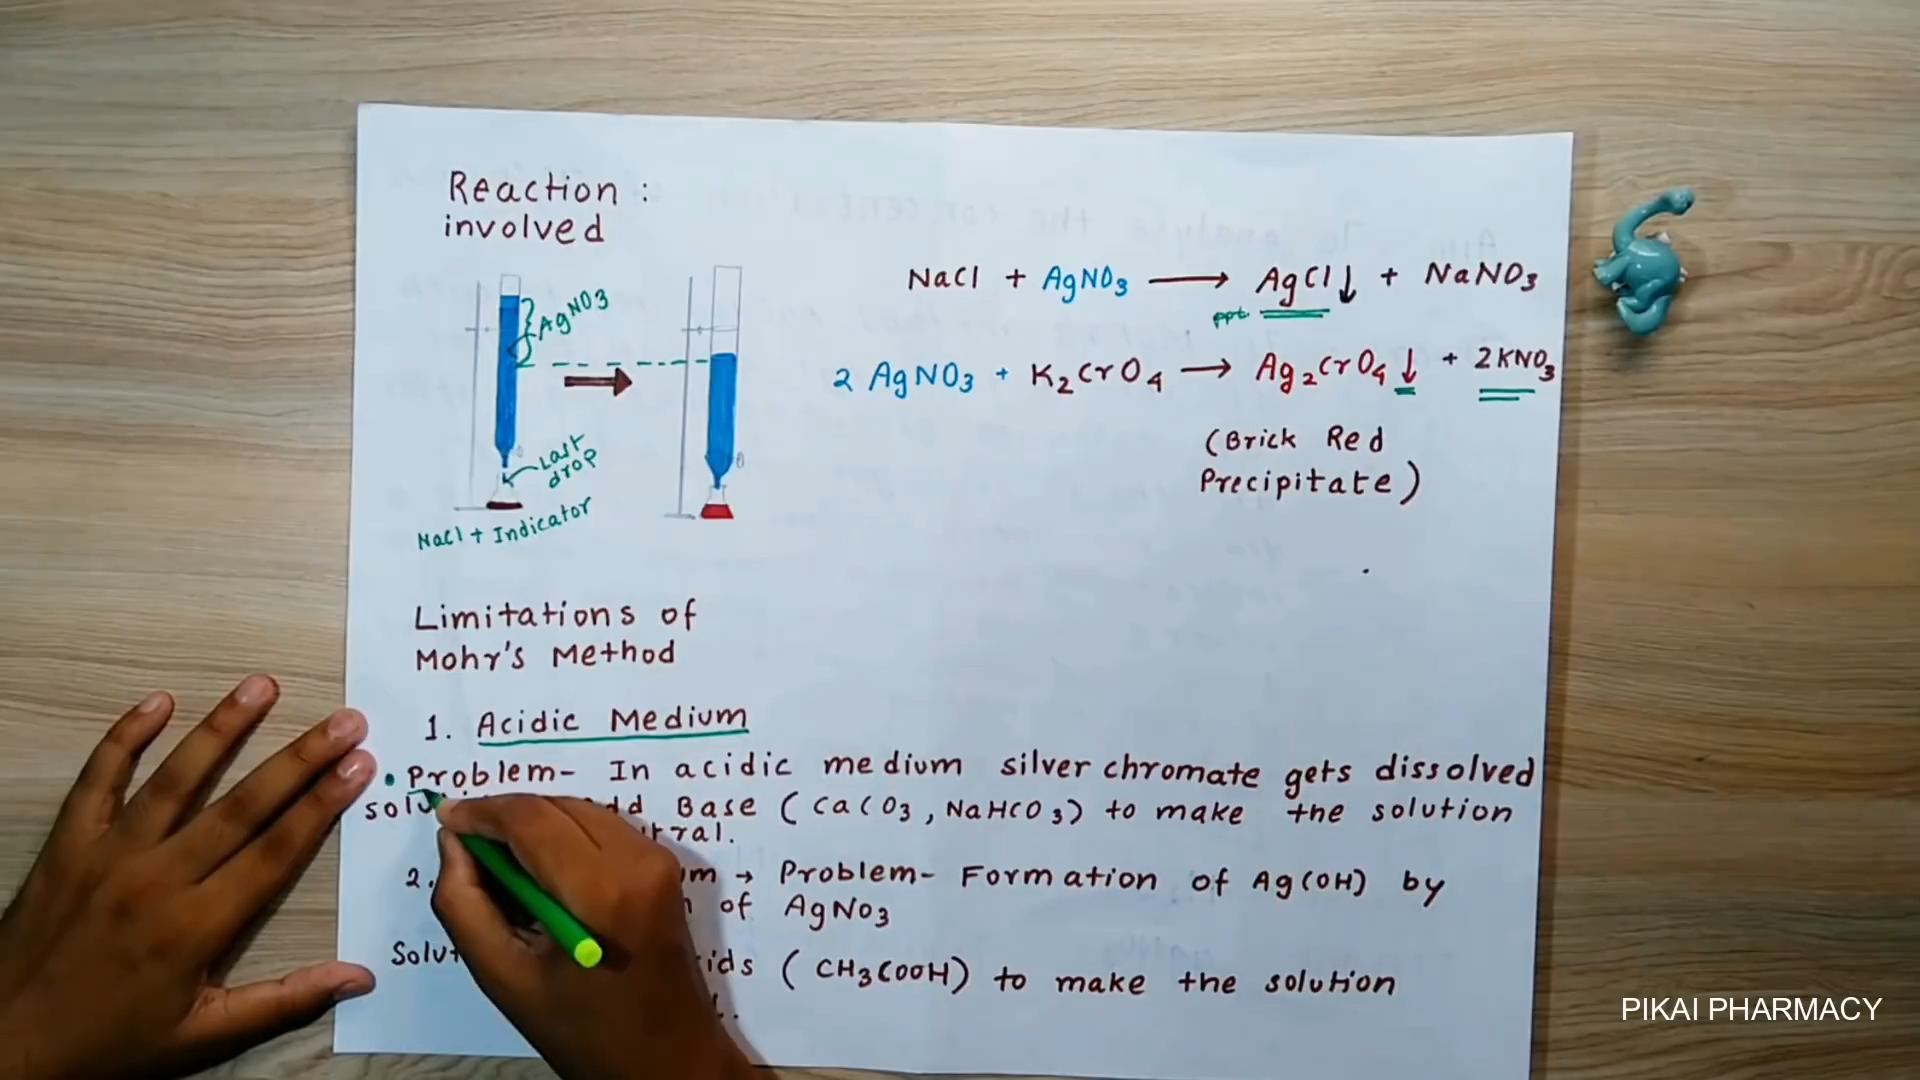 Reaction :
involved
AgNO3
Last
drop
NaCl + Indicator
NaCl + AgNO3 ⟶ AgCl↓ + NaNO3
ppt.
2 AgNO3 + K2CrO4 ⟶ Ag2CrO4↓ + 2KNO3
(Brick Red
Precipitate)
Limitations of
Mohr's Method
1. Acidic Medium
• Problem- In acidic medium silver chromate gets dissolved
Base (CaCO3, NaHCO3) to make the solution
2. → Problem- Formation of Ag(OH) by
of AgNO3
(CH3COOH) to make the solution
PIKAI PHARMACY